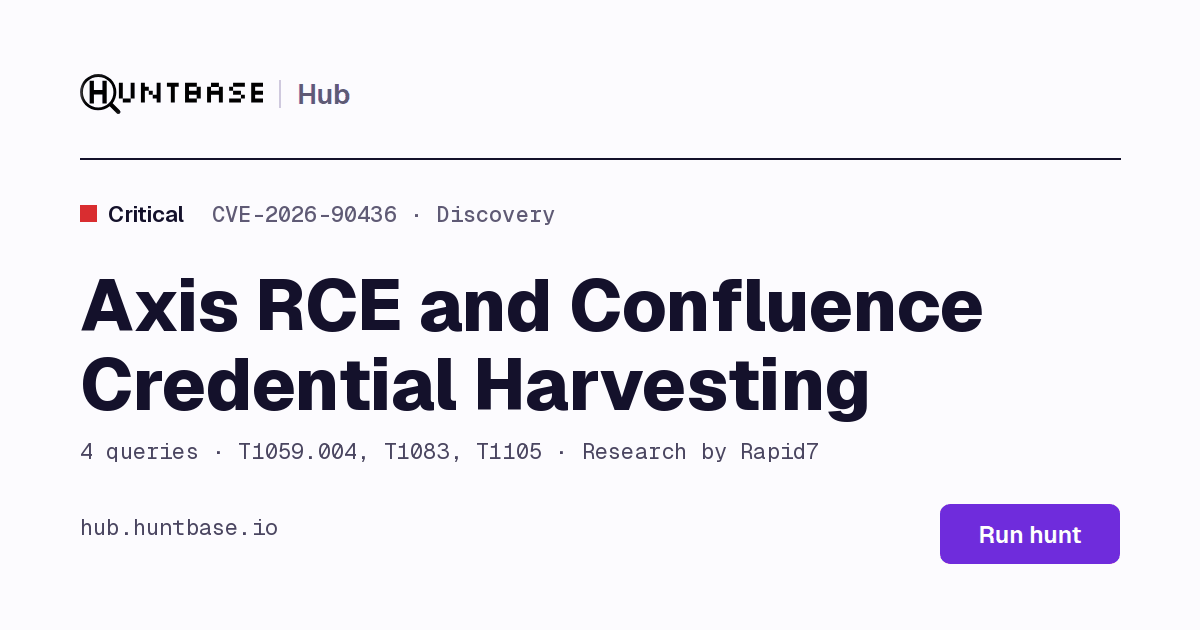 HUNTBASE Hub
Critical CVE-2026-90436 · Discovery
Axis RCE and Confluence
Credential Harvesting
4 queries · T1059.004, T1083, T1105 · Research by Rapid7
hub.huntbase.io
Run hunt